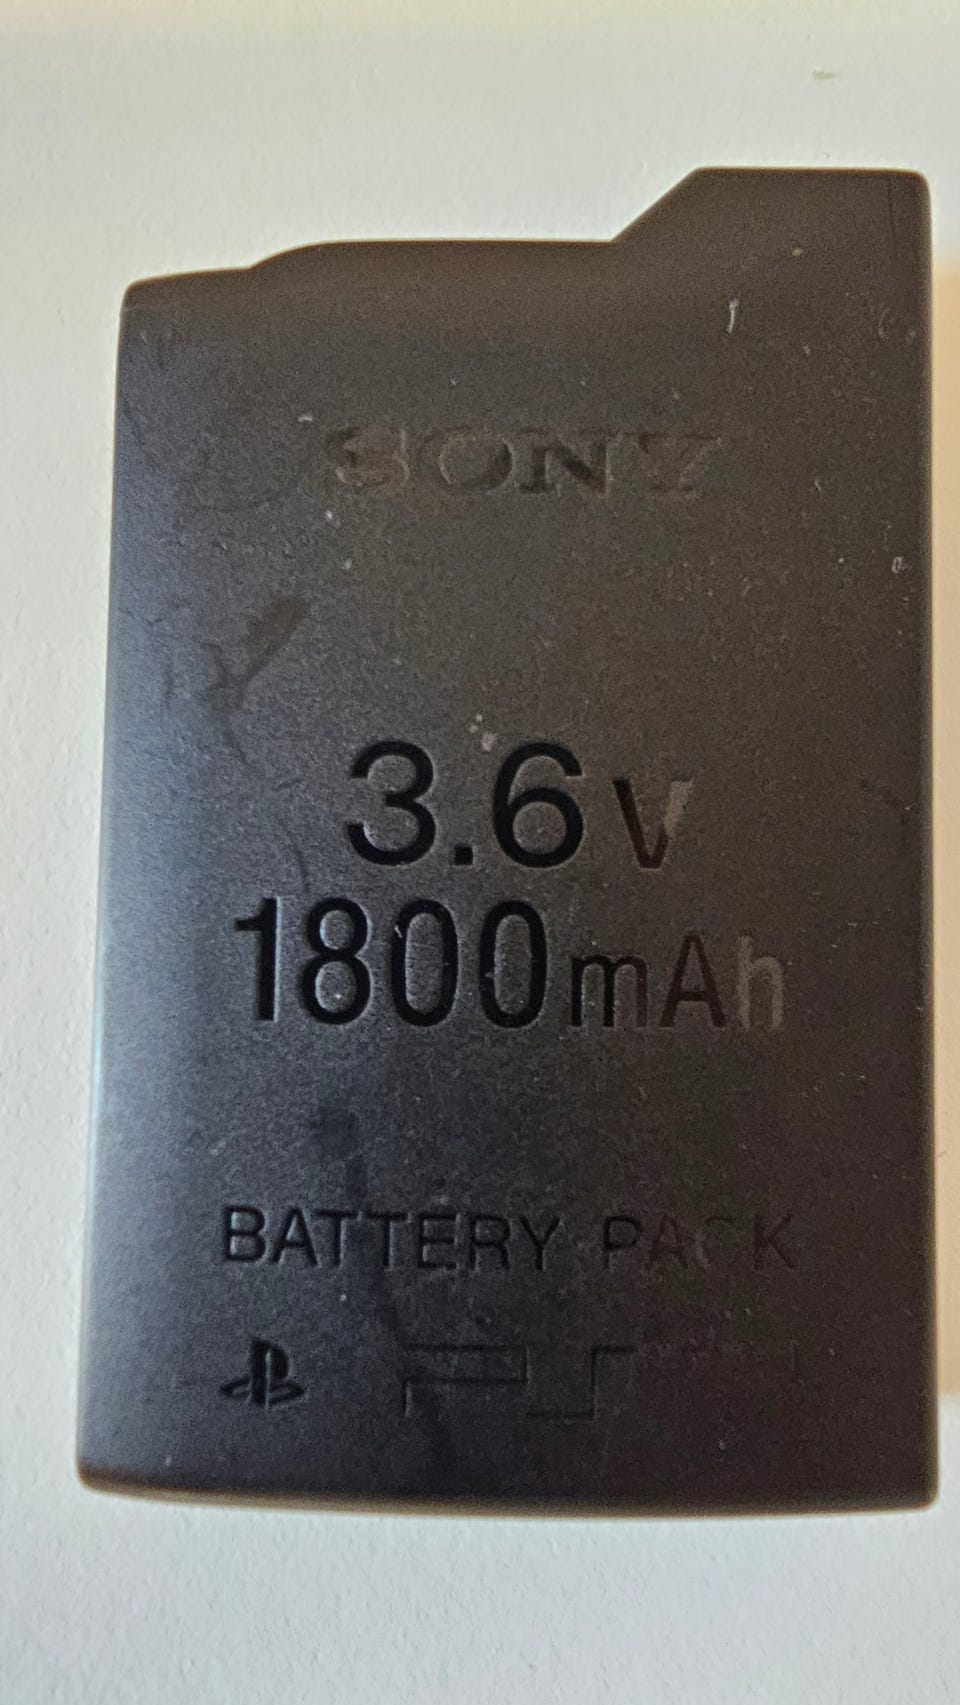 SONY
3.6V
1800mAh
BATTERY PACK
PSP